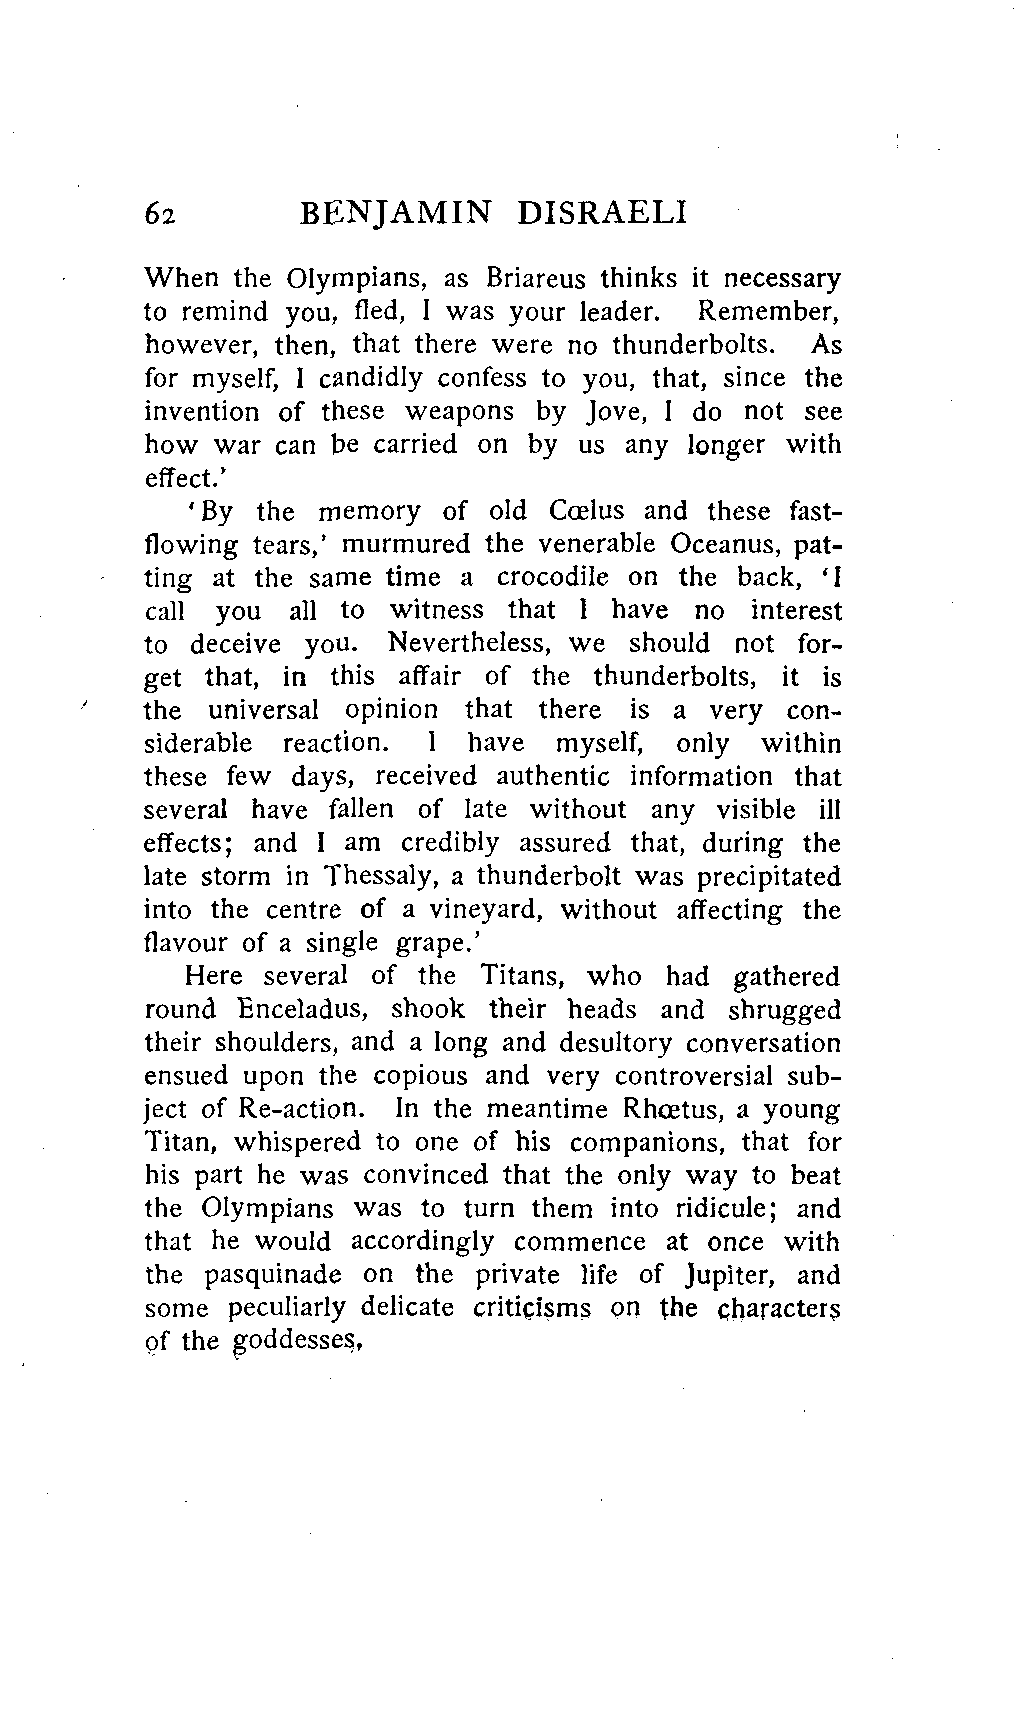 62 BENJAMIN DISRAELI
When the Olympians, as Briareus thinks it necessary
to remind you, fled, I was your leader. Remember,
however, then, that there were no thunderbolts. As
for myself, I candidly confess to you, that, since the
invention of these weapons by Jove, I do not see
how war can be carried on by us any longer with
effect.'
'By the memory of old Cœlus and these fast-
flowing tears,' murmured the venerable Oceanus, pat-
ting at the same time a crocodile on the back, 'I
call you all to witness that I have no interest
to deceive you. Nevertheless, we should not for-
get that, in this affair of the thunderbolts, it is
the universal opinion that there is a very con-
siderable reaction. I have myself, only within
these few days, received authentic information that
several have fallen of late without any visible ill
effects; and I am credibly assured that, during the
late storm in Thessaly, a thunderbolt was precipitated
into the centre of a vineyard, without affecting the
flavour of a single grape.'
Here several of the Titans, who had gathered
round Enceladus, shook their heads and shrugged
their shoulders, and a long and desultory conversation
ensued upon the copious and very controversial sub-
ject of Re-action. In the meantime Rhœtus, a young
Titan, whispered to one of his companions, that for
his part he was convinced that the only way to beat
the Olympians was to turn them into ridicule; and
that he would accordingly commence at once with
the pasquinade on the private life of Jupiter, and
some peculiarly delicate criticisms on the characters
of the goddesses,